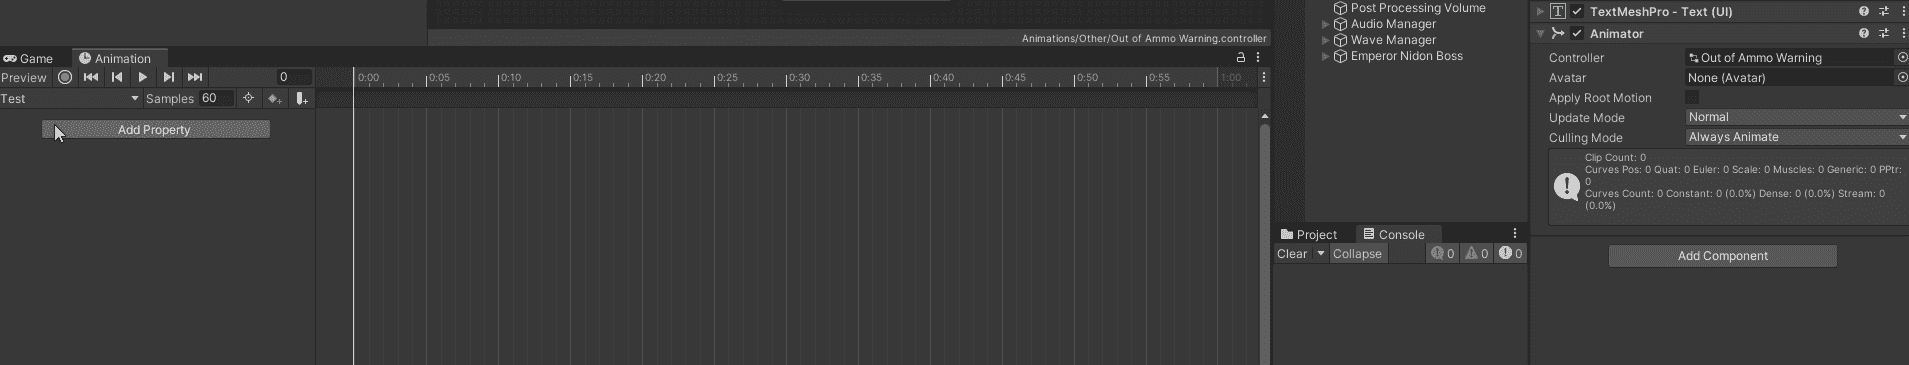 Animations/Other/Out of Ammo Warning.controller
Game
Animation
Preview
0
0:00 0:05 0:10 0:15 0:20 0:25 0:30 0:35 0:40 0:45 0:50 0:55 1:00
Test
Samples 60
Add Property
Post Processing Volume
Audio Manager
Wave Manager
Emperor Nidon Boss
Project
Console
Clear
Collapse
0
0
0
TextMeshPro - Text (UI)
Animator
Controller
Out of Ammo Warning
Avatar
None (Avatar)
Apply Root Motion
Update Mode
Normal
Culling Mode
Always Animate
Clip Count: 0
Curves Pos: 0 Quat: 0 Euler: 0 Scale: 0 Muscles: 0 Generic: 0 PPtr:
0
Curves Count: 0 Constant: 0 (0.0%) Dense: 0 (0.0%) Stream: 0
(0.0%)
Add Component